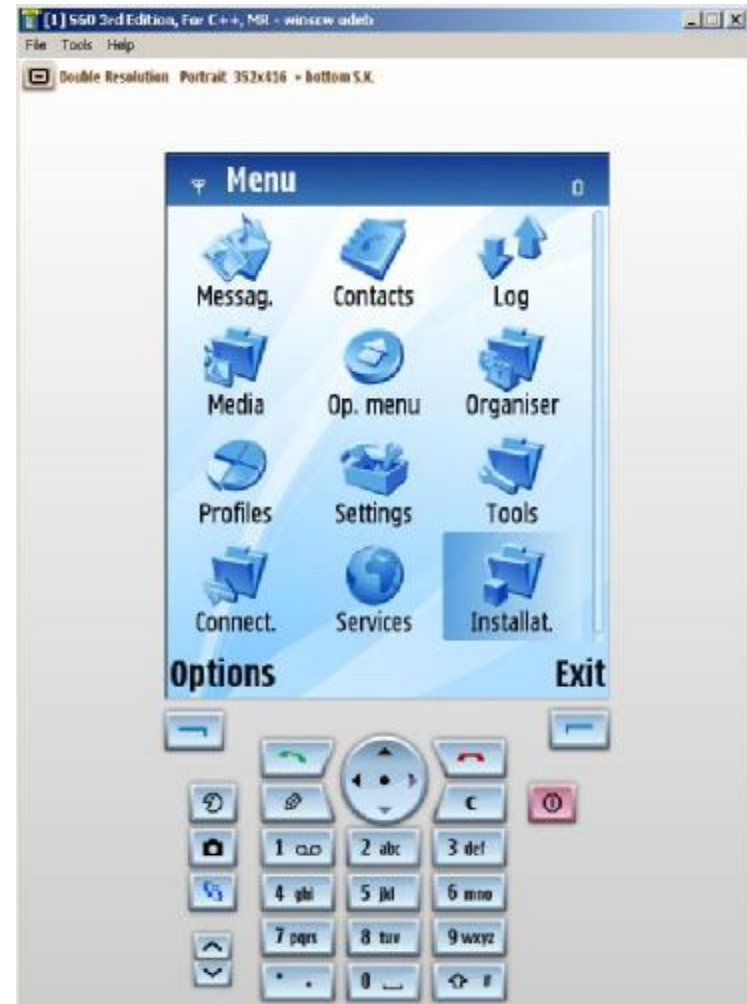 [1] S60 3rd Edition, For C++, MR - winscw udeb
File Tools Help
Double Resolution Portrait 352x416 + bottom S.K.
Menu
Messag. Contacts Log
Media Op. menu Organiser
Profiles Settings Tools
Connect. Services Installat.
Options Exit
C
1 2 abc 3 def
4 ghi 5 jkl 6 mno
7 pqrs 8 tuv 9 wxyz
* . 0 #